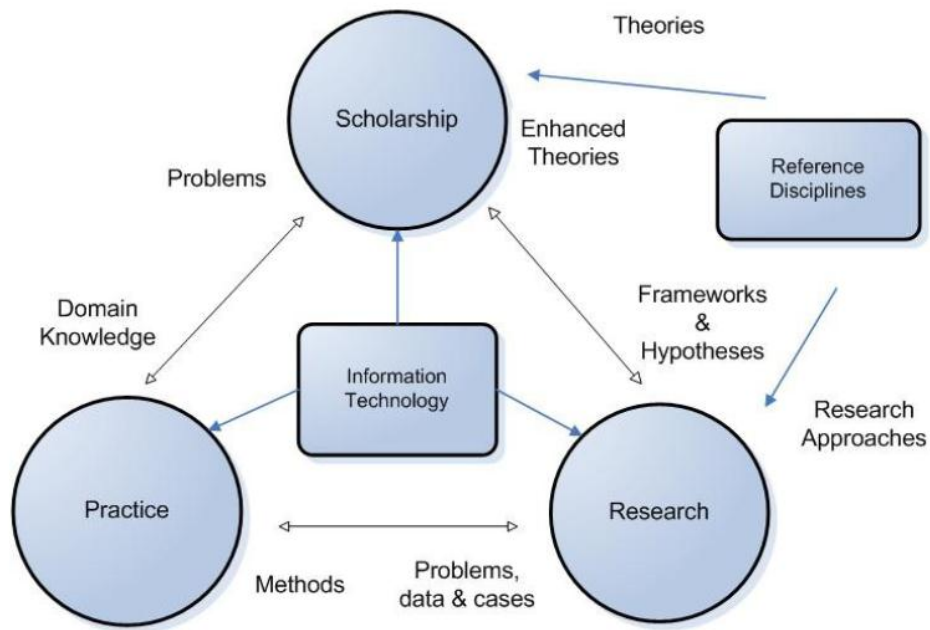 Theories
Scholarship
Enhanced
Theories
Reference
Disciplines
Problems
Domain
Knowledge
Frameworks
&
Hypotheses
Information
Technology
Research
Approaches
Practice
Research
Methods
Problems,
data & cases